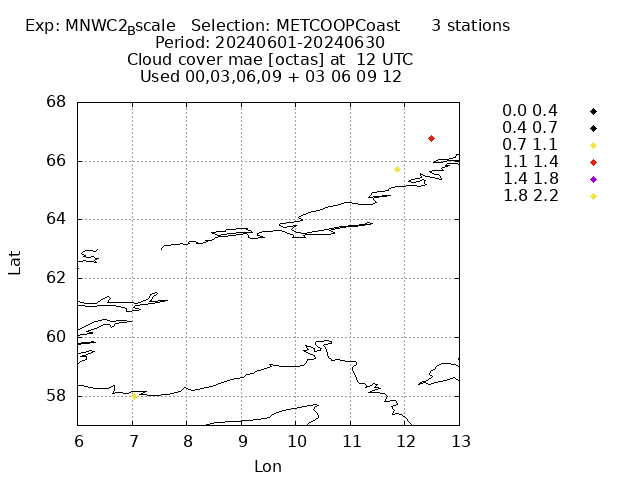 Exp: MNWC2_Bscale Selection: METCOOPCoast 3 stations
Period: 20240601-20240630
Cloud cover mae [octas] at 12 UTC
Used 00,03,06,09 + 03 06 09 12
68
66
64
62
60
58
Lat
6 7 8 9 10 11 12 13
Lon
0.0 0.4
0.4 0.7
0.7 1.1
1.1 1.4
1.4 1.8
1.8 2.2